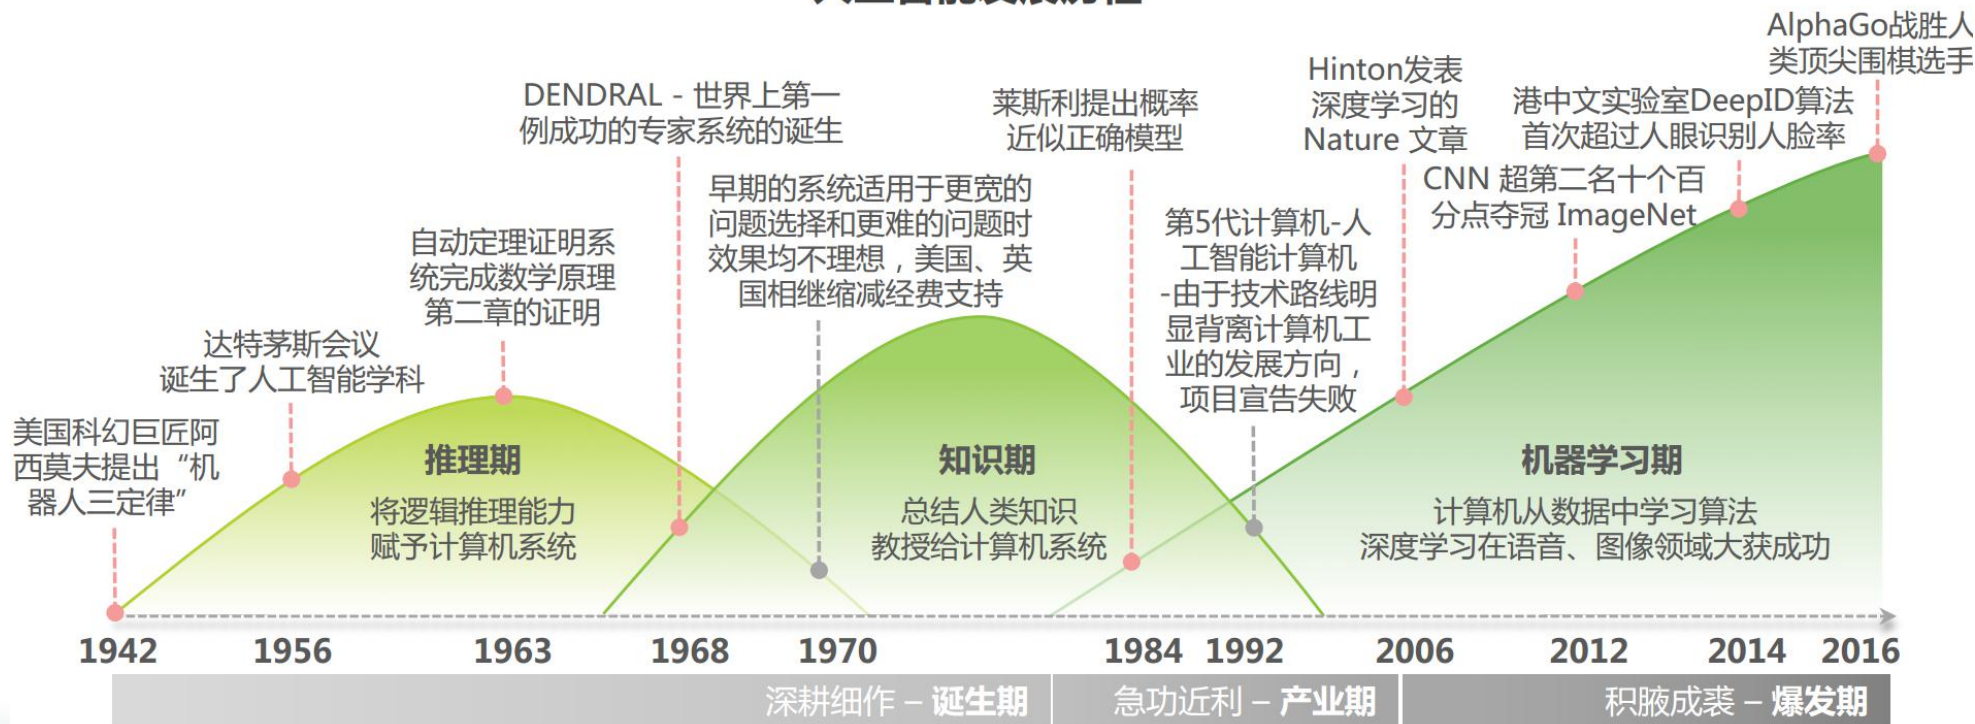 人工智能发展历程
AlphaGo战胜人
类顶尖围棋选手
Hinton发表
深度学习的
Nature 文章
DENDRAL - 世界上第一
例成功的专家系统的诞生
莱斯利提出概率
近似正确模型
港中文实验室DeepID算法
首次超过人眼识别人脸率
CNN 超第二名十个百
分点夺冠 ImageNet
早期的系统适用于更宽的
问题选择和更难的问题时
效果均不理想，美国、英
国相继缩减经费支持
第5代计算机-人
工智能计算机
-由于技术路线明
显背离计算机工
业的发展方向，
项目宣告失败
自动定理证明系
统完成数学原理
第二章的证明
达特茅斯会议
诞生了人工智能学科
美国科幻巨匠阿
西莫夫提出“机
器人三定律”
推理期
将逻辑推理能力
赋予计算机系统
知识期
总结人类知识
教授给计算机系统
机器学习期
计算机从数据中学习算法
深度学习在语音、图像领域大获成功
1942 1956 1963 1968 1970 1984 1992 2006 2012 2014 2016
深耕细作 – 诞生期 急功近利 – 产业期 积腋成裘 – 爆发期